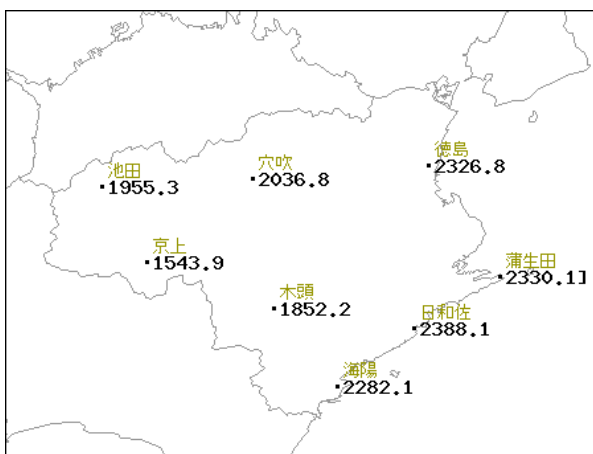 徳島
2326.8
穴吹
2036.8
池田
1955.3
京上
1543.9
蒲生田
2330.1]
木頭
1852.2
日和佐
2388.1
海陽
2282.1